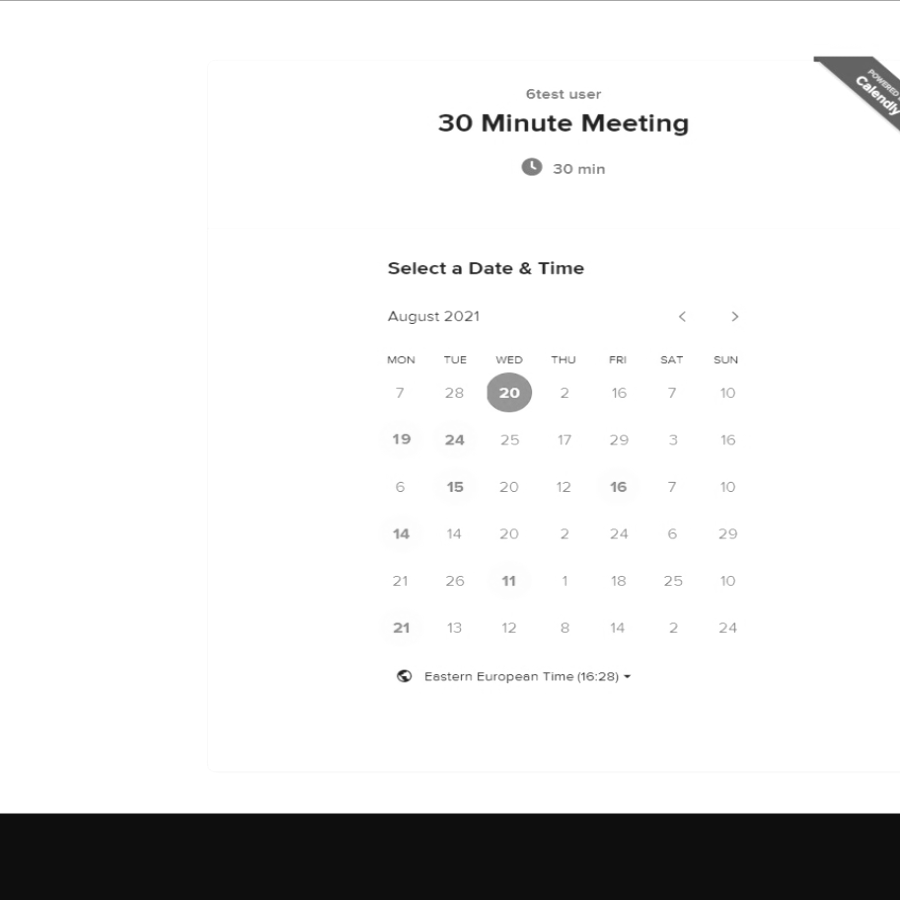 POWERED
Calendly
6test user
30 Minute Meeting
30 min
Select a Date & Time
August 2021
MON TUE WED THU FRI SAT SUN
7 28 20 2 16 7 10
19 24 25 17 29 3 16
6 15 20 12 16 7 10
14 14 20 2 24 6 29
21 26 11 1 18 25 10
21 13 12 8 14 2 24
Eastern European Time (16:28)